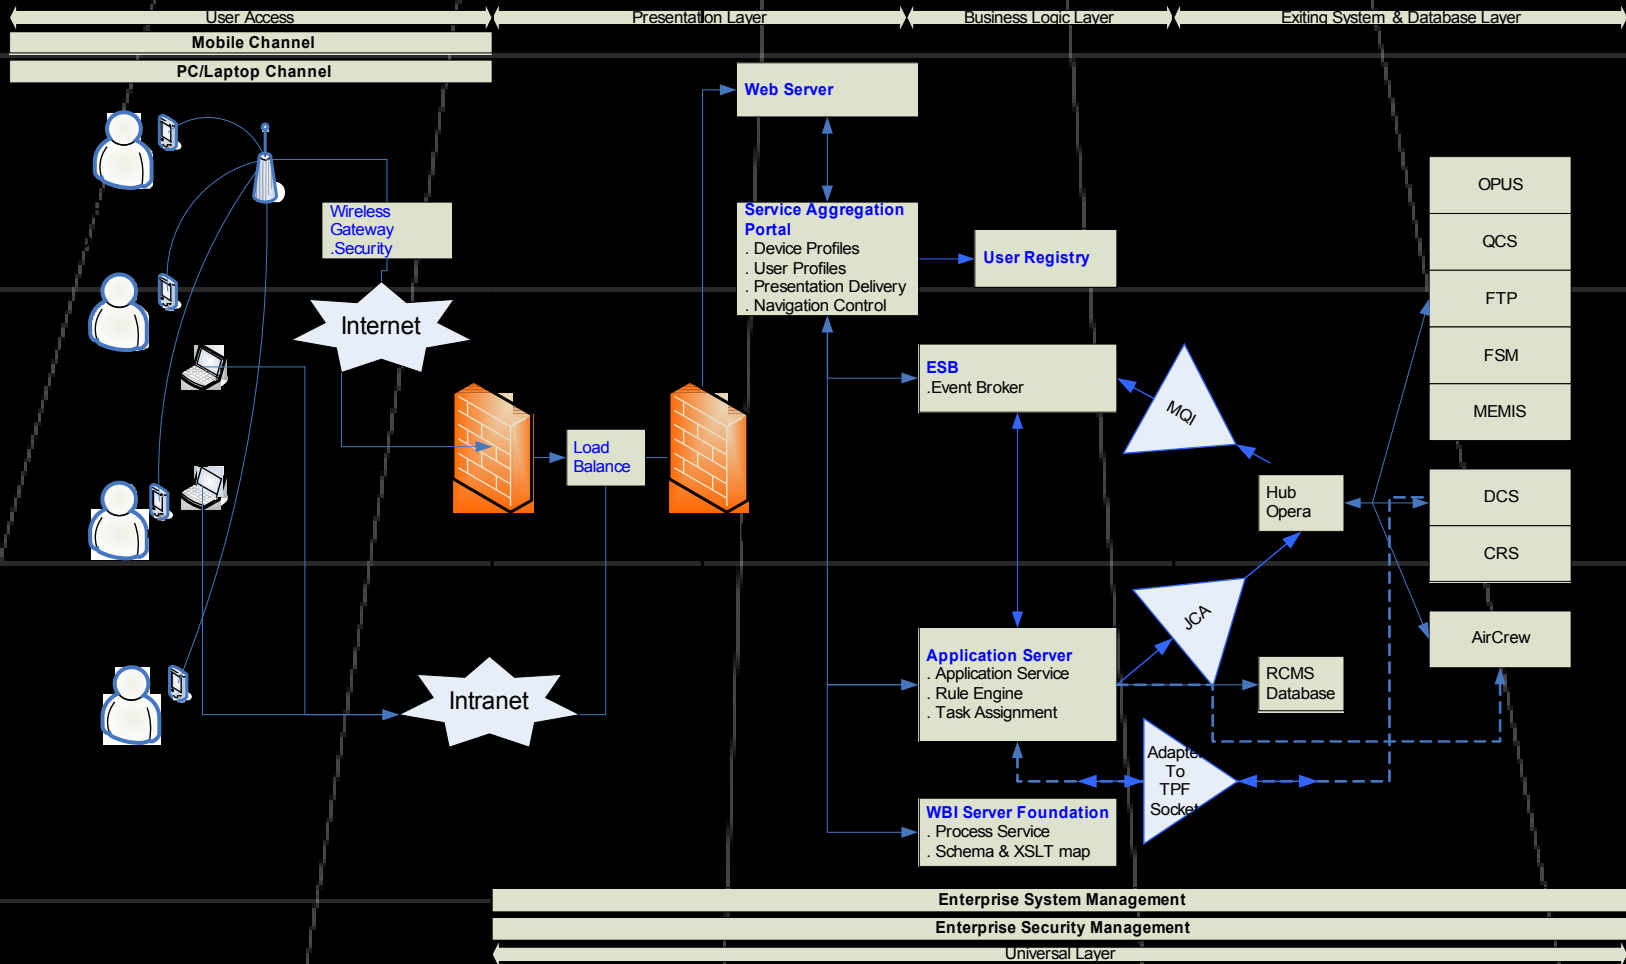 User Access
Presentation Layer
Business Logic Layer
Exiting System & Database Layer
Mobile Channel
PC/Laptop Channel
Web Server
Wireless
Gateway
.Security
Service Aggregation
Portal
. Device Profiles
. User Profiles
. Presentation Delivery
. Navigation Control
User Registry
OPUS
QCS
FTP
FSM
MEMIS
Internet
ESB
.Event Broker
MQI
Load
Balance
Hub
Opera
DCS
CRS
JCA
AirCrew
Intranet
Application Server
. Application Service
. Rule Engine
. Task Assignment
RCMS
Database
Adapter
To
TPF
Socket
WBI Server Foundation
. Process Service
. Schema & XSLT map
Enterprise System Management
Enterprise Security Management
Universal Layer